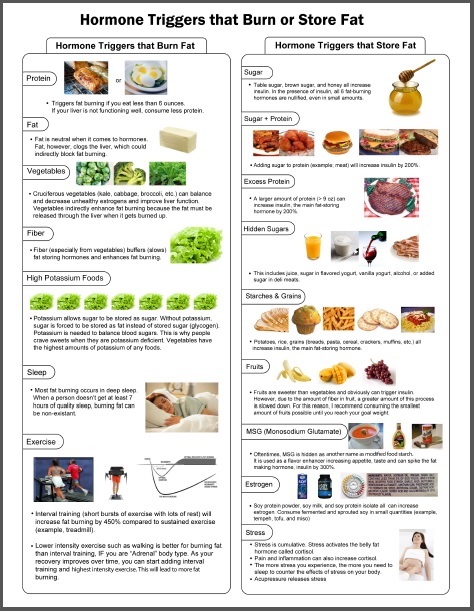 Hormone Triggers that Burn or Store Fat
Hormone Triggers that Burn Fat
Protein
or
• Triggers fat burning if you eat less than 6 ounces.
If your liver is not functioning well, consume less protein.
Fat
• Fat is neutral when it comes to hormones.
Fat, however, clogs the liver, which could
indirectly block fat burning.
Vegetables
• Cruciferous vegetables (kale, cabbage, broccoli, etc.) can balance
and decrease unhealthy estrogens and improve liver function.
Vegetables indirectly enhance fat burning because the fat must be
released through the liver when it gets burned up.
Fiber
• Fiber (especially from vegetables) buffers (slows)
fat storing hormones and enhances fat burning.
High Potassium Foods
• Potassium allows sugar to be stored as sugar. Without potassium,
sugar is forced to be stored as fat instead of stored sugar (glycogen).
Potassium is needed to balance blood sugars. This is why people
crave sweets when they are potassium deficient. Vegetables have
the highest amounts of potassium of any foods.
Sleep
• Most fat burning occurs in deep sleep.
When a person doesn't get at least 7
hours of quality sleep, burning fat can
be non-existant.
Exercise
• Interval training (short bursts of exercise with lots of rest) will
increase fat burning by 450% compared to sustained exercise
(example, treadmill).
• Lower intensity exercise such as walking is better for burning fat
than interval training, IF you are "Adrenal" body type. As your
recovery improves over time, you can start adding interval
training and highest intensity exercise. This will lead to more fat
burning.
Hormone Triggers that Store Fat
Sugar
• Table sugar, brown sugar, and honey all increase
insulin. In the presence of insulin, all 6 fat-burning
hormones are nullified, even in small amounts.
Sugar + Protein
• Adding sugar to protein (example; meat) will increase insulin by 200%.
Excess Protein
• A larger amount of protein (> 9 oz) can
increase insulin, the main fat-storing
hormone by 200%.
Hidden Sugars
• This includes juice, sugar in flavored yogurt, vanilla yogurt, alcohol, or added
sugar in deli meats.
Starches & Grains
• Potatoes, rice, grains (breads, pasta, cereal, crackers, muffins, etc.) all
increase insulin, the main fat-storing hormone.
Fruits
• Fruits are sweeter than vegetables and obviously can trigger insulin.
However, due to the amount of fiber in fruit, a greater amount of this process
is slowed down. For this reason, I recommend consuming the smallest
amount of fruits possible until you reach your goal weight.
MSG (Monosodium Glutamate)
• Oftentimes, MSG is hidden as another name as modified food starch.
It is used as a flavor enhancer increasing appetite, taste and can spike the fat
making hormone, insulin by 300%.
Estrogen
• Soy protein powder, soy milk, and soy protein isolate all can increase
estrogen. Consume fermented and sprouted soy in small quantities (example,
tempeh, tofu, and miso)
Stress
• Stress is cumulative. Stress activates the belly fat
hormone called cortisol.
• Pain and inflammation can also increase cortisol.
• The more stress you experience, the more you need
to sleep to counter the effects of stress on your body.
• Acupressure releases stress